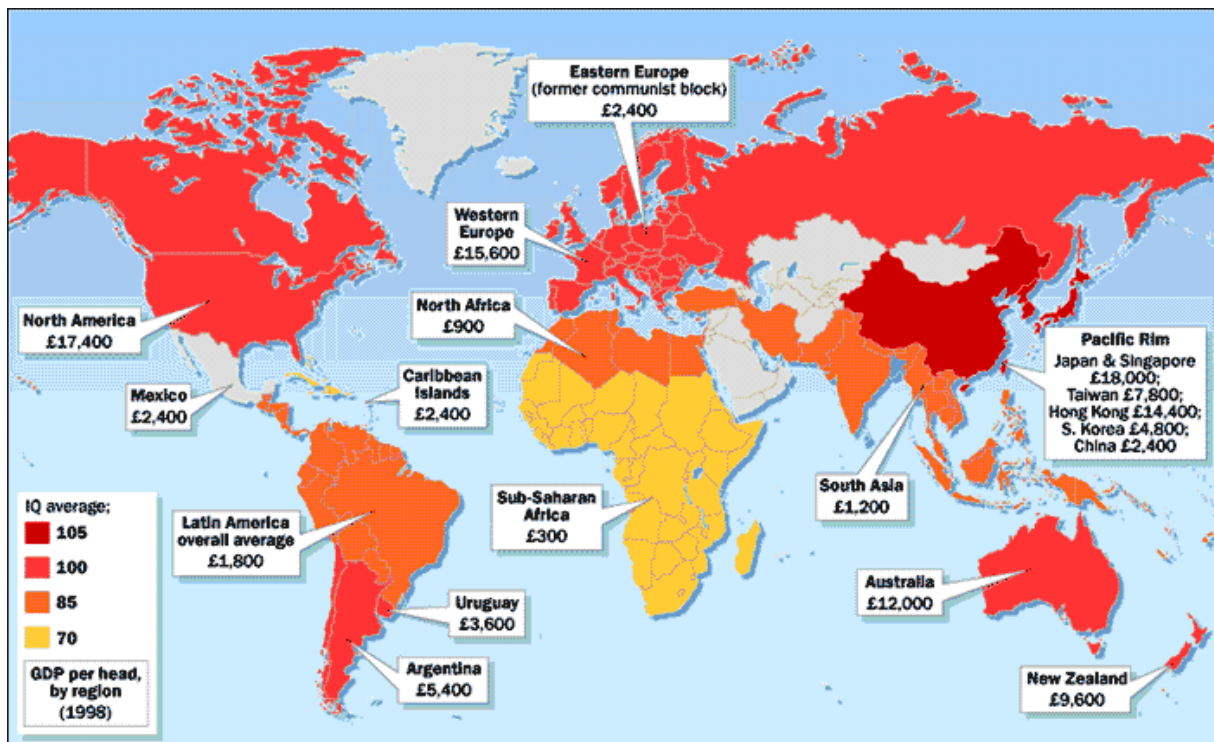 Eastern Europe
(former communist block)
£2,400
Western
Europe
£15,600
North America
£17,400
North Africa
£900
Mexico
£2,400
Caribbean
Islands
£2,400
Pacific Rim
Japan & Singapore
£18,000;
Taiwan £7,800;
Hong Kong £14,400;
S. Korea £4,800;
China £2,400
South Asia
£1,200
Sub-Saharan
Africa
£300
Latin America
overall average
£1,800
Uruguay
£3,600
Argentina
£5,400
Australia
£12,000
New Zealand
£9,600
IQ average;
105
100
85
70
GDP per head,
by region
(1998)